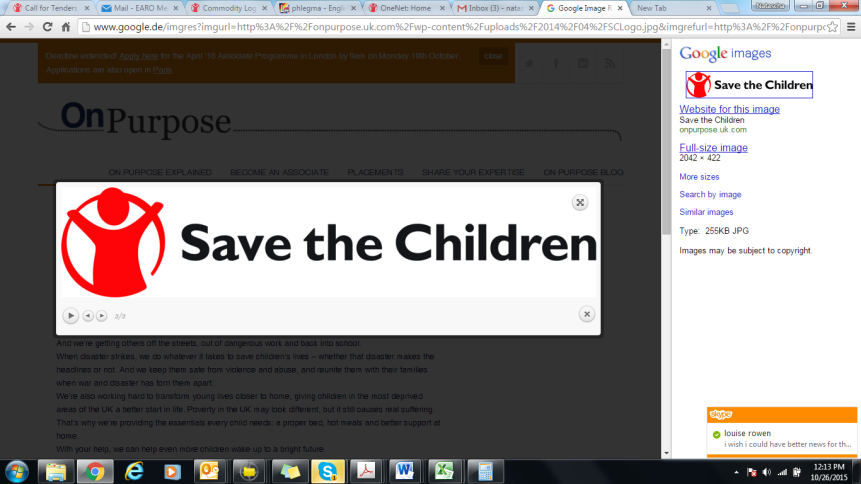 Call for Tenders
Mail - EARO Me
Commodity Log
phlegma - Engli
OneNet: Home
Inbox (3) - natas
Google Image R
New Tab
Natascha
www.google.de/imgres?imgurl=http%3A%2F%2Fonpurpose.uk.com%2Fwp-content%2Fuploads%2F2014%2F04%2FSCLogo.jpg&imgrefurl=http%3A%2F%2Fonpurpo
Deadline extended! Apply here for the April '16 Associate Programme in London by 9am on Monday 19th October.
Applications are also open in Paris.
close
OnPurpose
ON PURPOSE EXPLAINED
BECOME AN ASSOCIATE
PLACEMENTS
SHARE YOUR EXPERTISE
ON PURPOSE BLOG
Save the Children
2/2
And we're getting others off the streets, out of dangerous work and back into school.
When disaster strikes, we do whatever it takes to save children's lives – whether that disaster makes the
headlines or not. And we keep them safe from violence and abuse, and reunite them with their families
when war and disaster has torn them apart.
We're also working hard to transform young lives closer to home, giving children in the most deprived
areas of the UK a better start in life. Poverty in the UK may look different, but it still causes real suffering.
That's why we're providing the essentials every child needs: a proper bed, hot meals and better support at
home.
With your help, we can help even more children wake up to a bright future.
Google images
Save the Children
Website for this image
Save the Children
onpurpose.uk.com
Full-size image
2042 × 422
More sizes
Search by image
Similar images
Type: 255KB JPG
Images may be subject to copyright.
skype
louise rowen
i wish i could have better news for th...
12:13 PM
10/26/2015